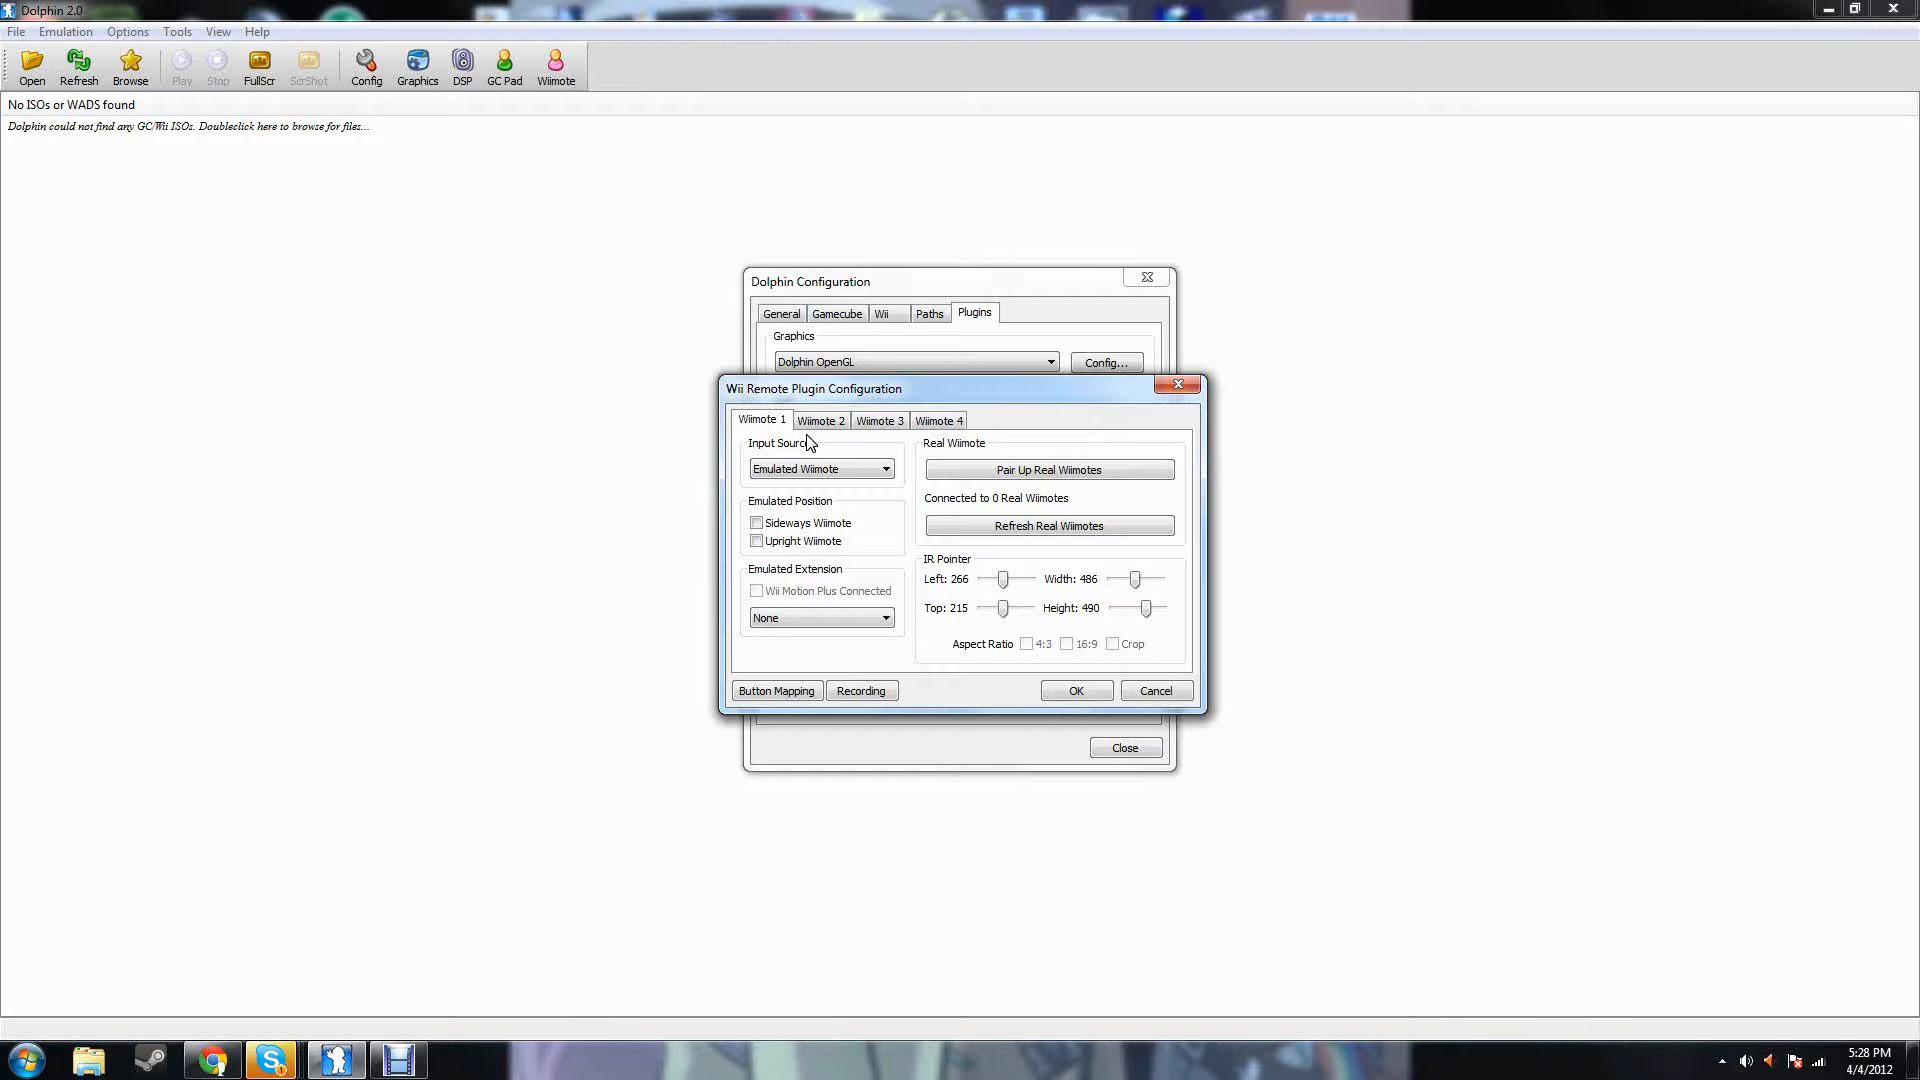 Dolphin 2.0
File Emulation Options Tools View Help
Open Refresh Browse Play Stop FullScr ScrShot Config Graphics DSP GC Pad Wiimote
No ISOs or WADS found
Dolphin could not find any GC/Wii ISOs. Doubleclick here to browse for files...
Dolphin Configuration
General Gamecube Wii Paths Plugins
Graphics
Dolphin OpenGL Config...
Wii Remote Plugin Configuration
Wiimote 1 Wiimote 2 Wiimote 3 Wiimote 4
Input Sourc Real Wiimote
Emulated Wiimote Pair Up Real Wiimotes
Emulated Position Connected to 0 Real Wiimotes
Sideways Wiimote Refresh Real Wiimotes
Upright Wiimote
Emulated Extension IR Pointer
Wii Motion Plus Connected Left: 266 Width: 486
None Top: 215 Height: 490
Aspect Ratio 4:3 16:9 Crop
Button Mapping Recording OK Cancel
Close
5:28 PM
4/4/2012